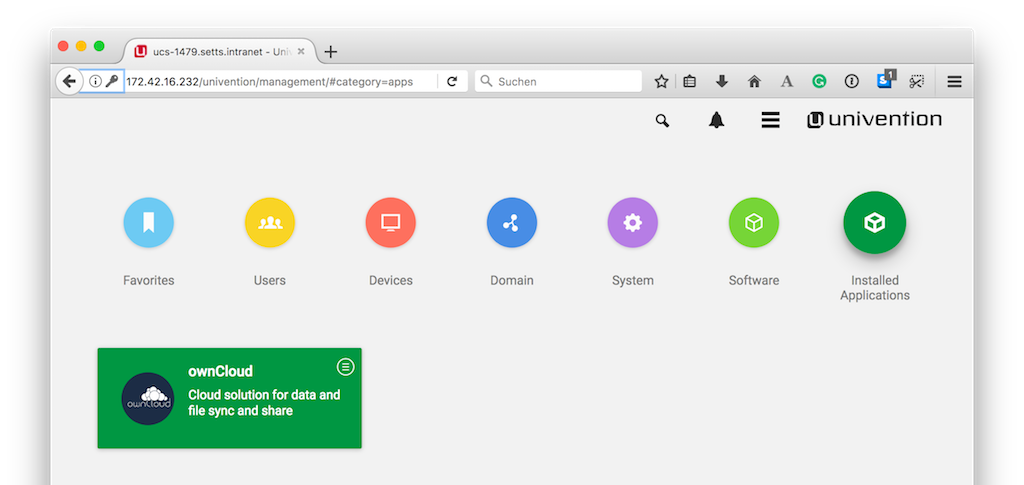 ucs-1479.setts.intranet - Univ
172.42.16.232/univention/management/#category=apps
Suchen
A
G
S
1
univention
Favorites
Users
Devices
Domain
System
Software
Installed
Applications
ownCloud
Cloud solution for data and
file sync and share
ownCloud